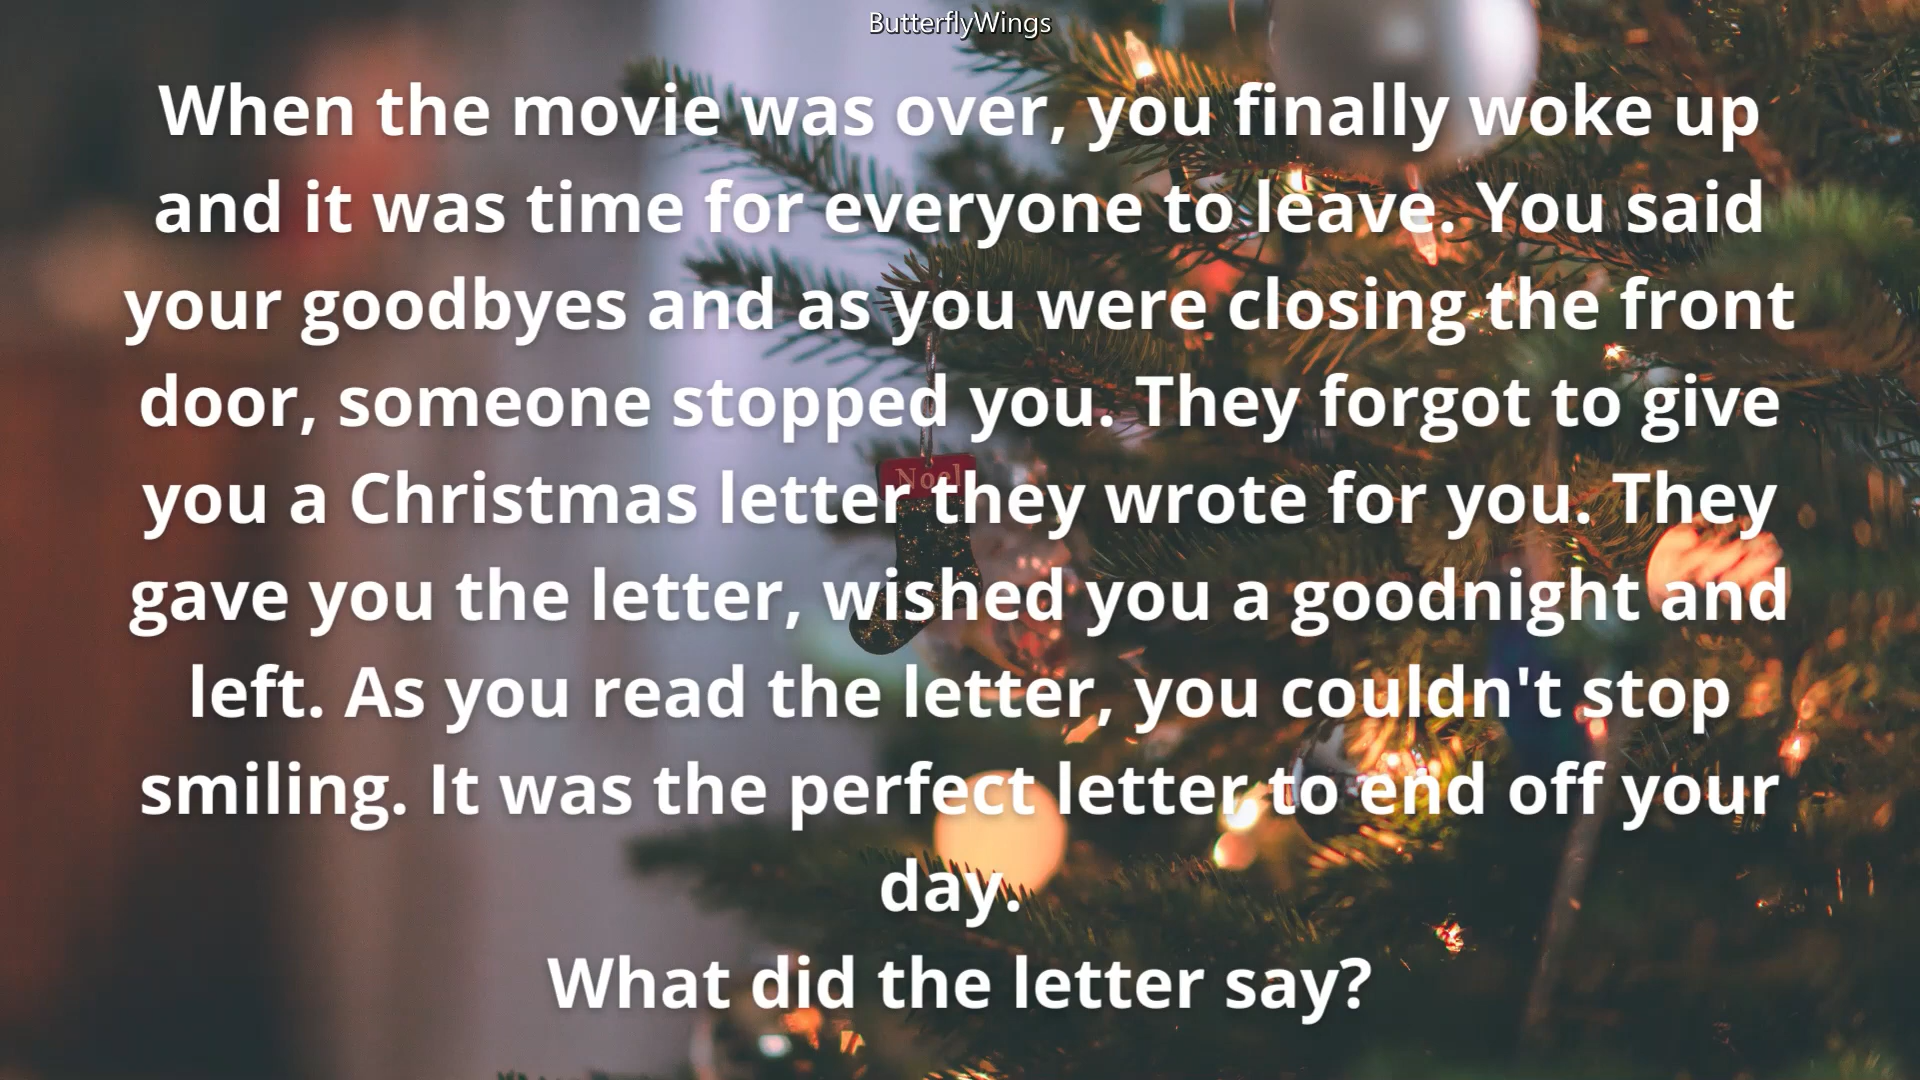 ButterflyWings
When the movie was over, you finally woke up
and it was time for everyone to leave. You said
your goodbyes and as you were closing the front
door, someone stopped you. They forgot to give
you a Christmas letter they wrote for you. They
gave you the letter, wished you a goodnight and
left. As you read the letter, you couldn't stop
smiling. It was the perfect letter to end off your
day.
What did the letter say?
Noel